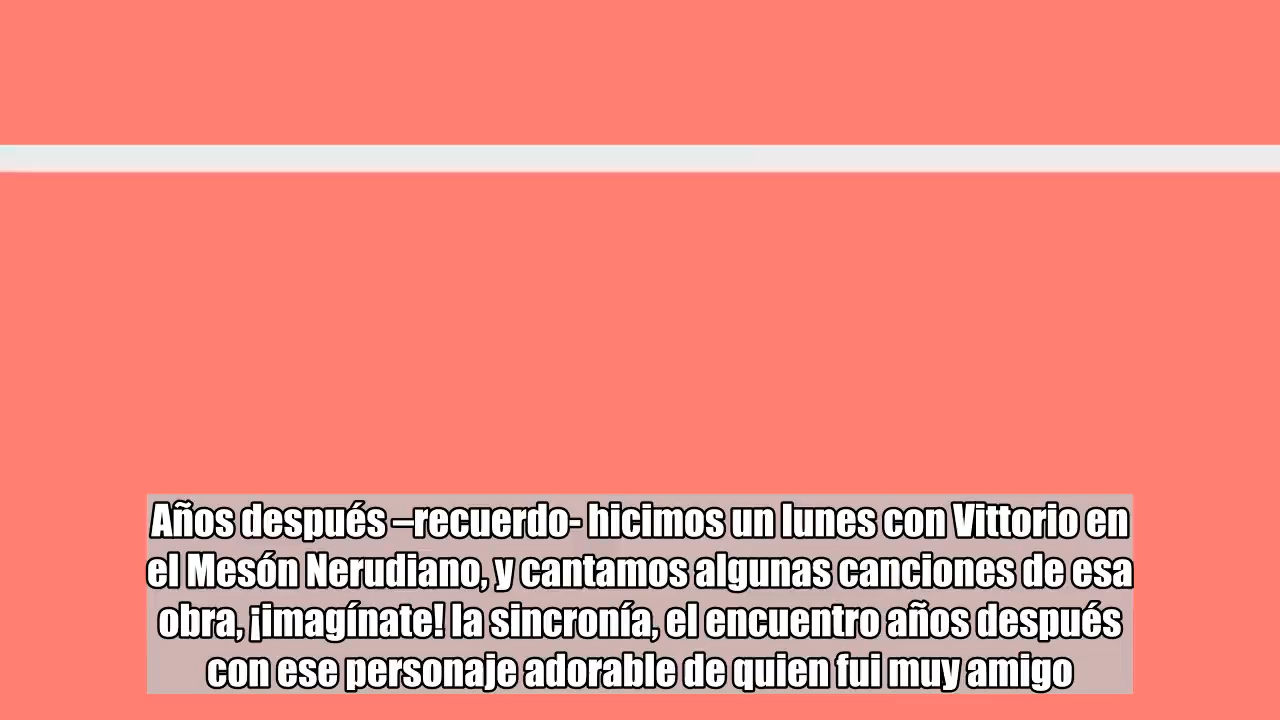 Años después –recuerdo- hicimos un lunes con Vittorio en
el Mesón Nerudiano, y cantamos algunas canciones de esa
obra, ¡imagínate! la sincronía, el encuentro años después
con ese personaje adorable de quien fui muy amigo